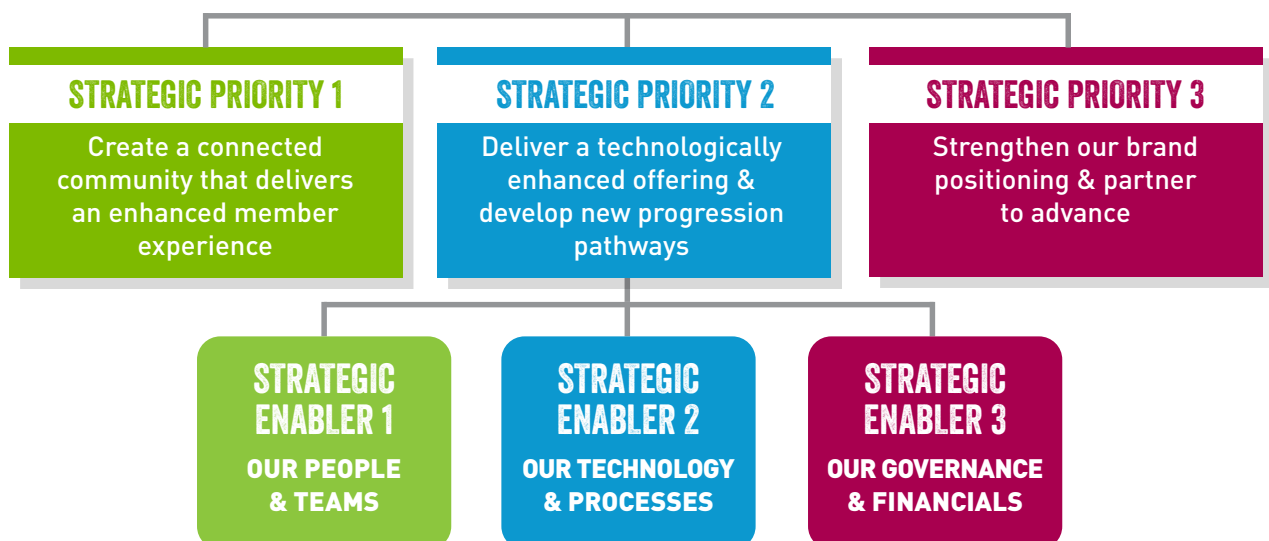 STRATEGIC PRIORITY 1
Create a connected
community that delivers
an enhanced member
experience
STRATEGIC PRIORITY 2
Deliver a technologically
enhanced offering &
develop new progression
pathways
STRATEGIC PRIORITY 3
Strengthen our brand
positioning & partner
to advance
STRATEGIC
ENABLER 1
OUR PEOPLE
& TEAMS
STRATEGIC
ENABLER 2
OUR TECHNOLOGY
& PROCESSES
STRATEGIC
ENABLER 3
OUR GOVERNANCE
& FINANCIALS